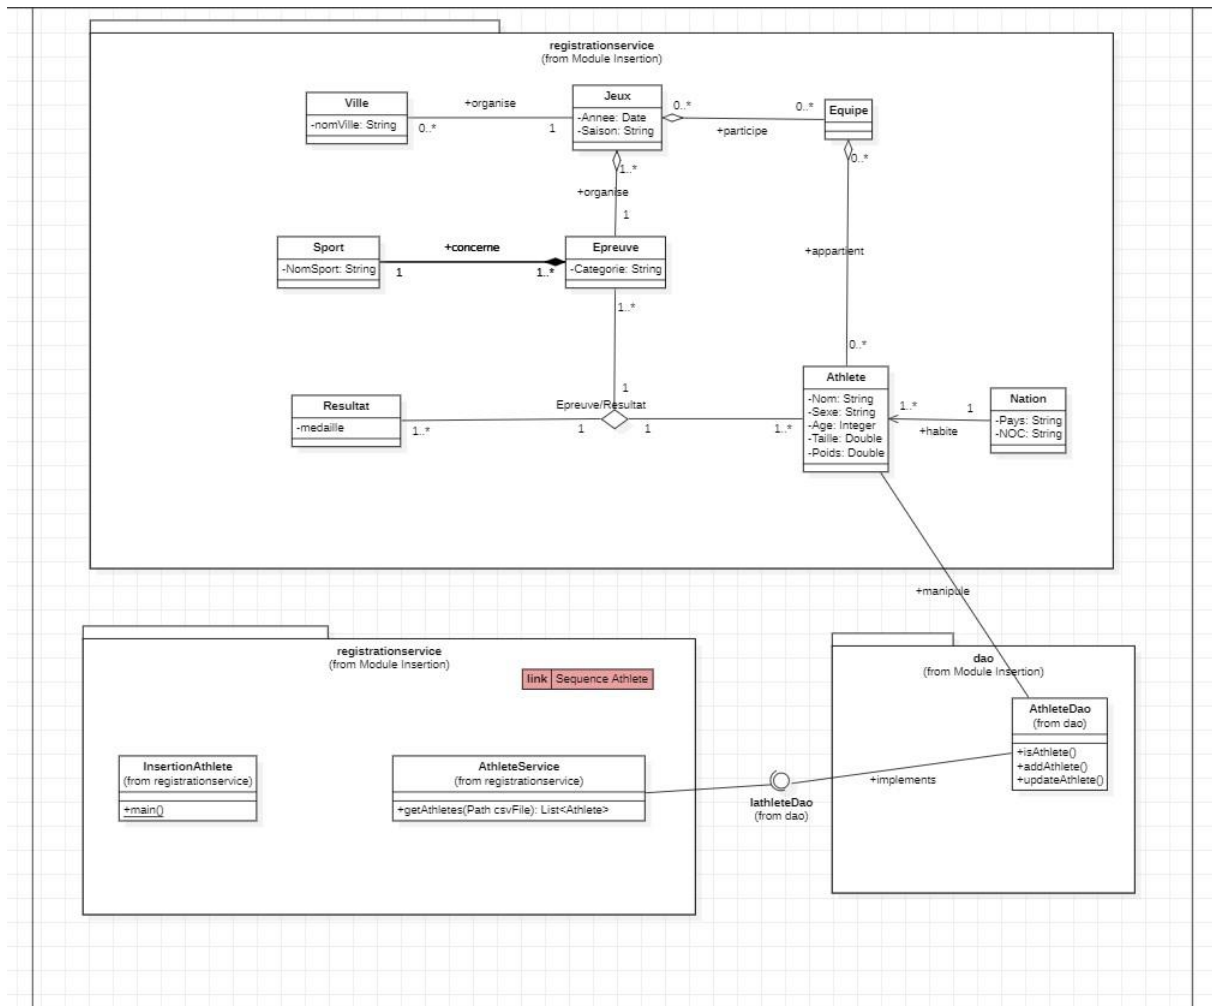 registrationservice
(from Module Insertion)
Ville
-nomVille: String
+organise
0..*
1
Jeux
-Annee: Date
-Saison: String
0..*
0..*
+participe
Equipe
1..*
+organise
1
0..*
+appartient
0..*
Sport
-NomSport: String
+concerne
1
1..*
Epreuve
-Categorie: String
1..*
1
Resultat
-medaille
1..*
Epreuve/Resultat
1
1
1..*
Athlete
-Nom: String
-Sexe: String
-Age: Integer
-Taille: Double
-Poids: Double
1..*
1
+habite
Nation
-Pays: String
-NOC: String
+manipule
registrationservice
(from Module Insertion)
link Sequence Athlete
InsertionAthlete
(from registrationservice)
+main()
AthleteService
(from registrationservice)
+getAthletes(Path csvFile): List<Athlete>
IathleteDao
(from dao)
+implements
dao
(from Module Insertion)
AthleteDao
(from dao)
+isAthlete()
+addAthlete()
+updateAthlete()